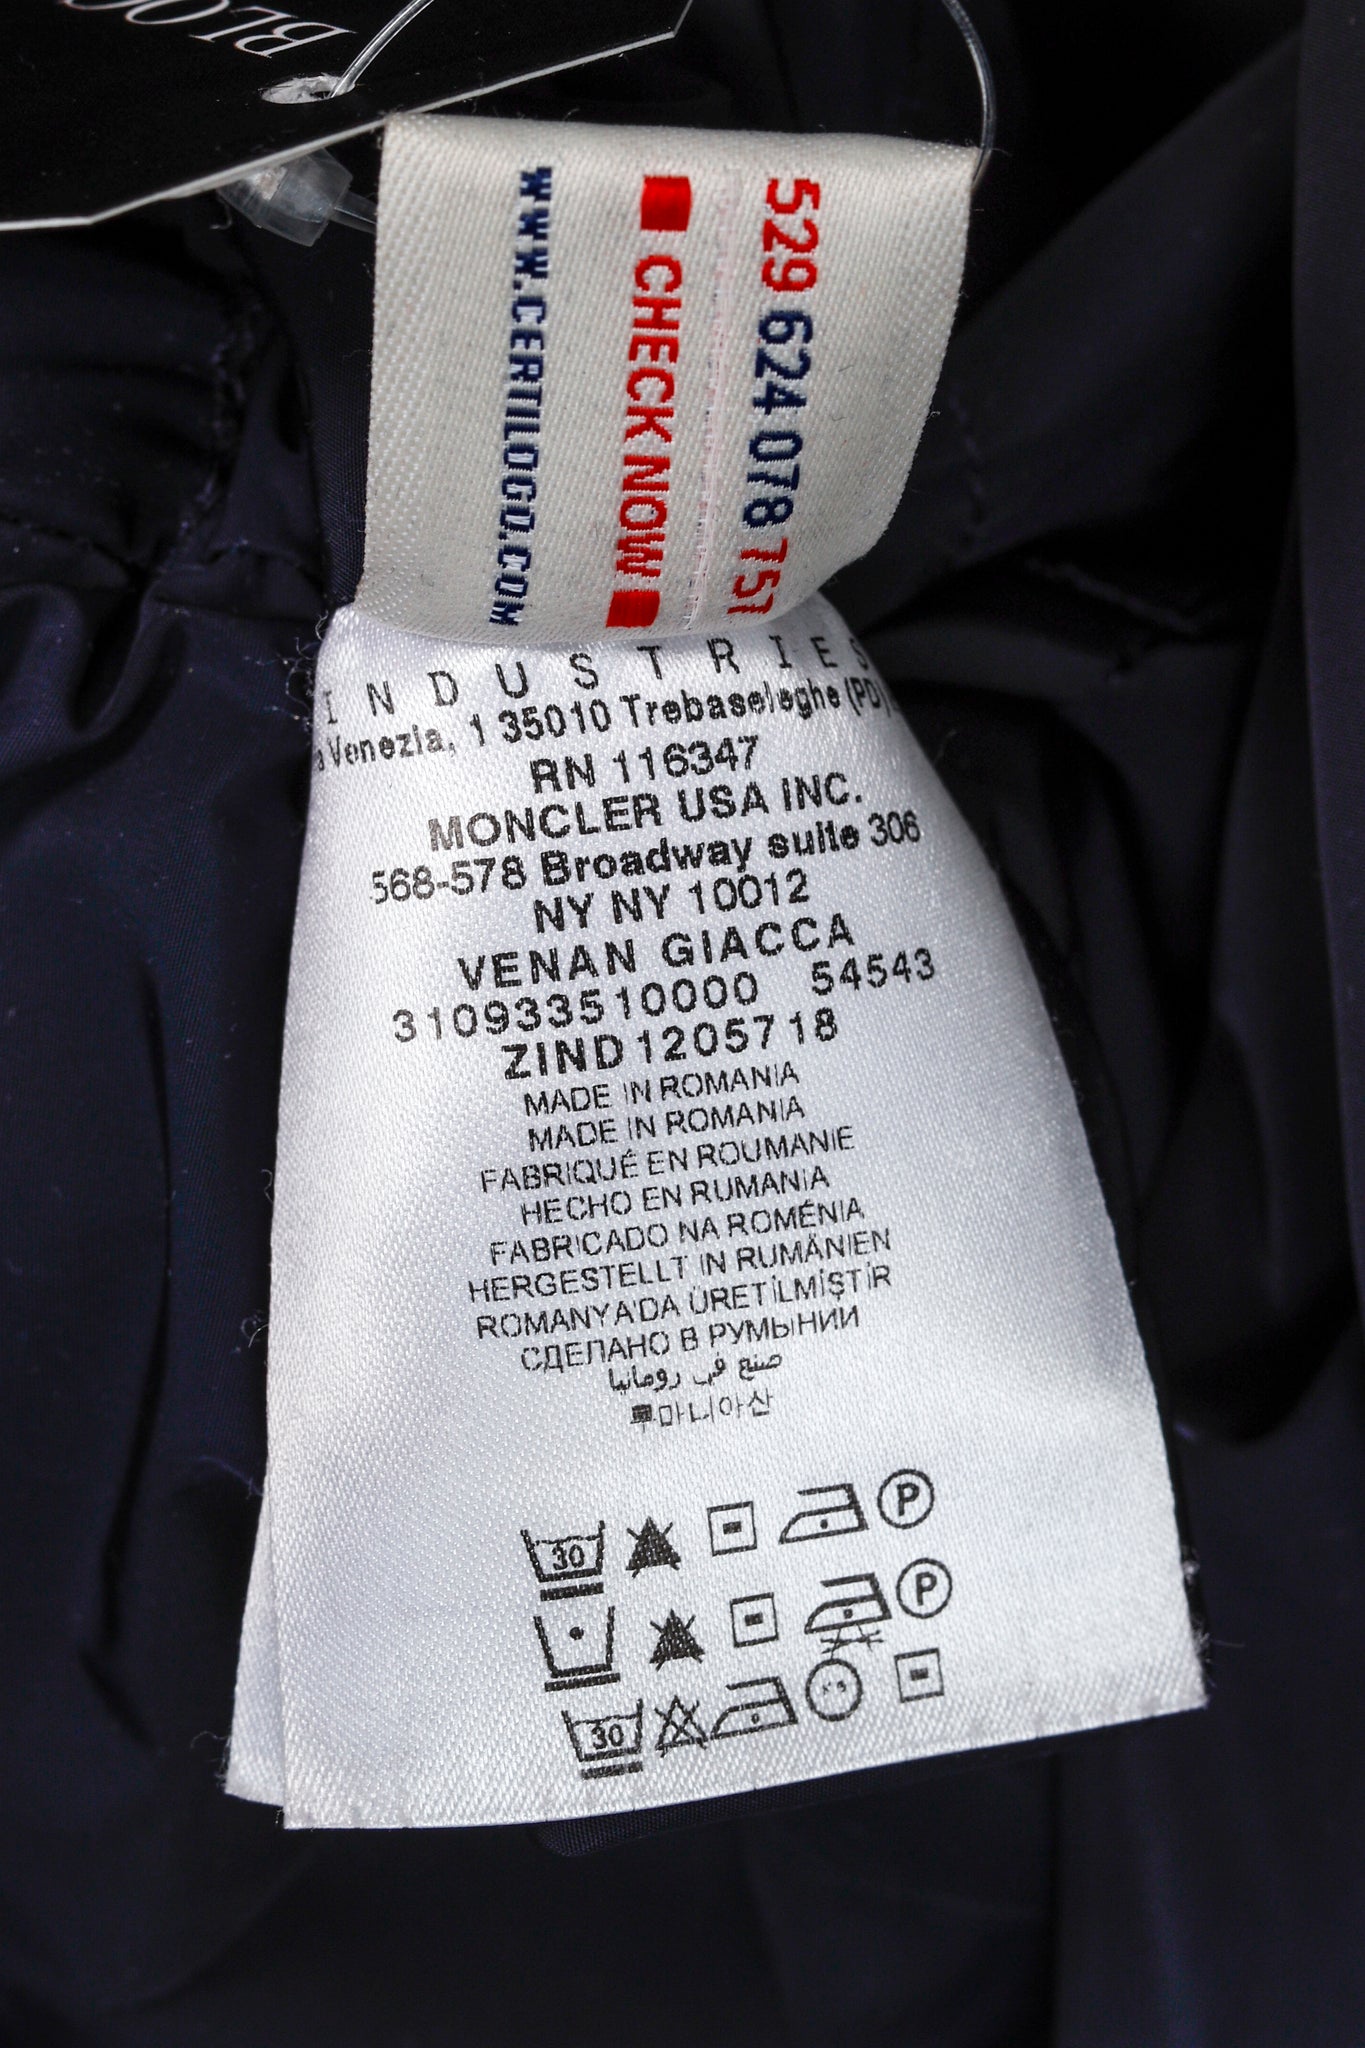 BLOC
529 624 078 751
CHECK NOW
WWW.CERTILOGO.COM
INDUSTRIES
a Venezia, 1 35010 Trebaseleghe (PD)
RN 116347
MONCLER USA INC.
568-578 Broadway suite 306
NY NY 10012
VENAN GIACCA
310933510000 54543
ZIND120571 8
MADE IN ROMANIA
MADE IN ROMANIA
FABRIQUÉ EN ROUMANIE
HECHO EN RUMANIA
FABRICADO NA ROMÉNIA
HERGESTELLT IN RUMÄNIEN
ROMANYA'DA ÜRETİLMİŞTİR
СДЕЛАНО В РУМЫНИИ
صنع في رومانيا
루마니아산
30 P
P
30